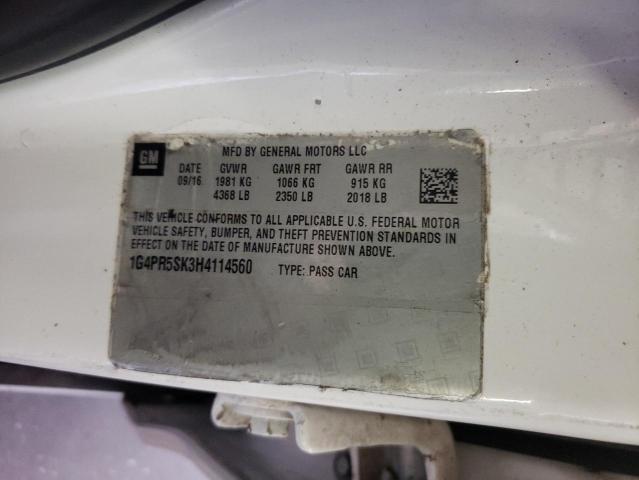 GM
MFD BY GENERAL MOTORS LLC
DATE GVWR GAWR FRT GAWR RR
09/16 1981 KG 1066 KG 915 KG
4368 LB 2350 LB 2018 LB
THIS VEHICLE CONFORMS TO ALL APPLICABLE U.S. FEDERAL MOTOR
VEHICLE SAFETY, BUMPER, AND THEFT PREVENTION STANDARDS IN
EFFECT ON THE DATE OF MANUFACTURE SHOWN ABOVE.
1G4PR5SK3H4114560 TYPE: PASS CAR